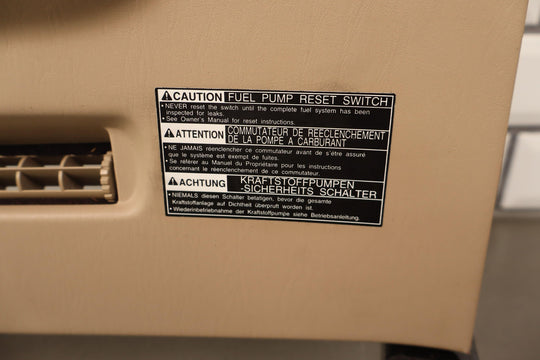 CAUTION FUEL PUMP RESET SWITCH
• NEVER reset the switch until the complete fuel system has been
inspected for leaks.
• See Owner's Manual for reset instructions.
ATTENTION COMMUTATEUR DE REECLENCHEMENT
DE LA POMPE A CARBURANT
• NE JAMAIS réenclencher ce commutateur avant de s'etre assuré
que le système est exempt de fuites.
• Se référer au Manuel du Propriétaire pour les instructions
concernant le réenclenchement de ce commutateur.
ACHTUNG KRAFTSTOFFPUMPEN
-SICHERHEITS SCHALTER
• NIEMALS diesen Schalter betatigen, bevor die gesamte
Kraftstoffanlage auf Dichtheit überpruft worden ist.
• Wiederinbetriebnahme der Kraftstoffpumpe siehe Betriebsanleitung.